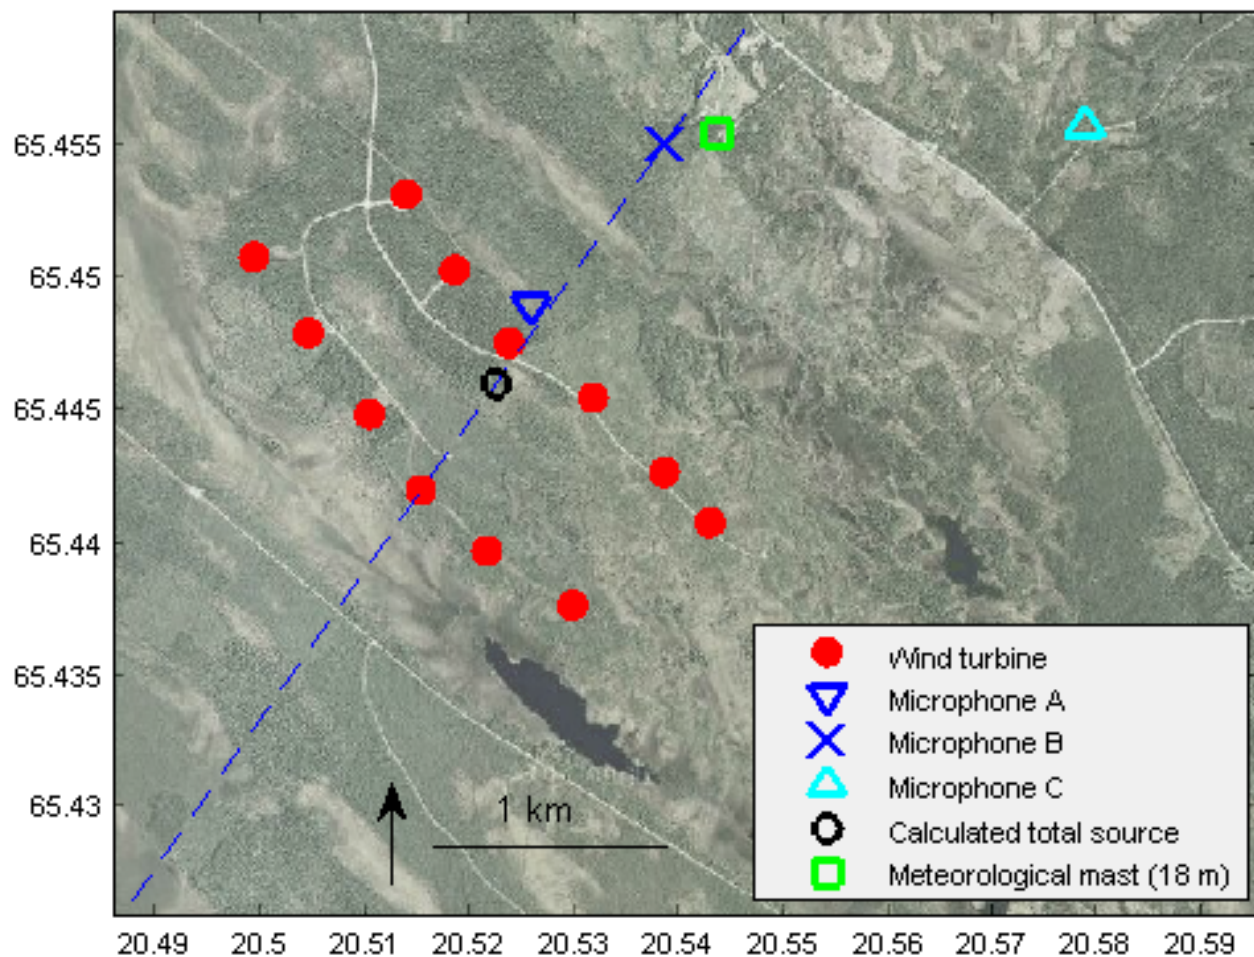 65.455
65.45
65.445
65.44
65.435
65.43
1 km
Wind turbine
Microphone A
Microphone B
Microphone C
Calculated total source
Meteorological mast (18 m)
20.49 20.5 20.51 20.52 20.53 20.54 20.55 20.56 20.57 20.58 20.59